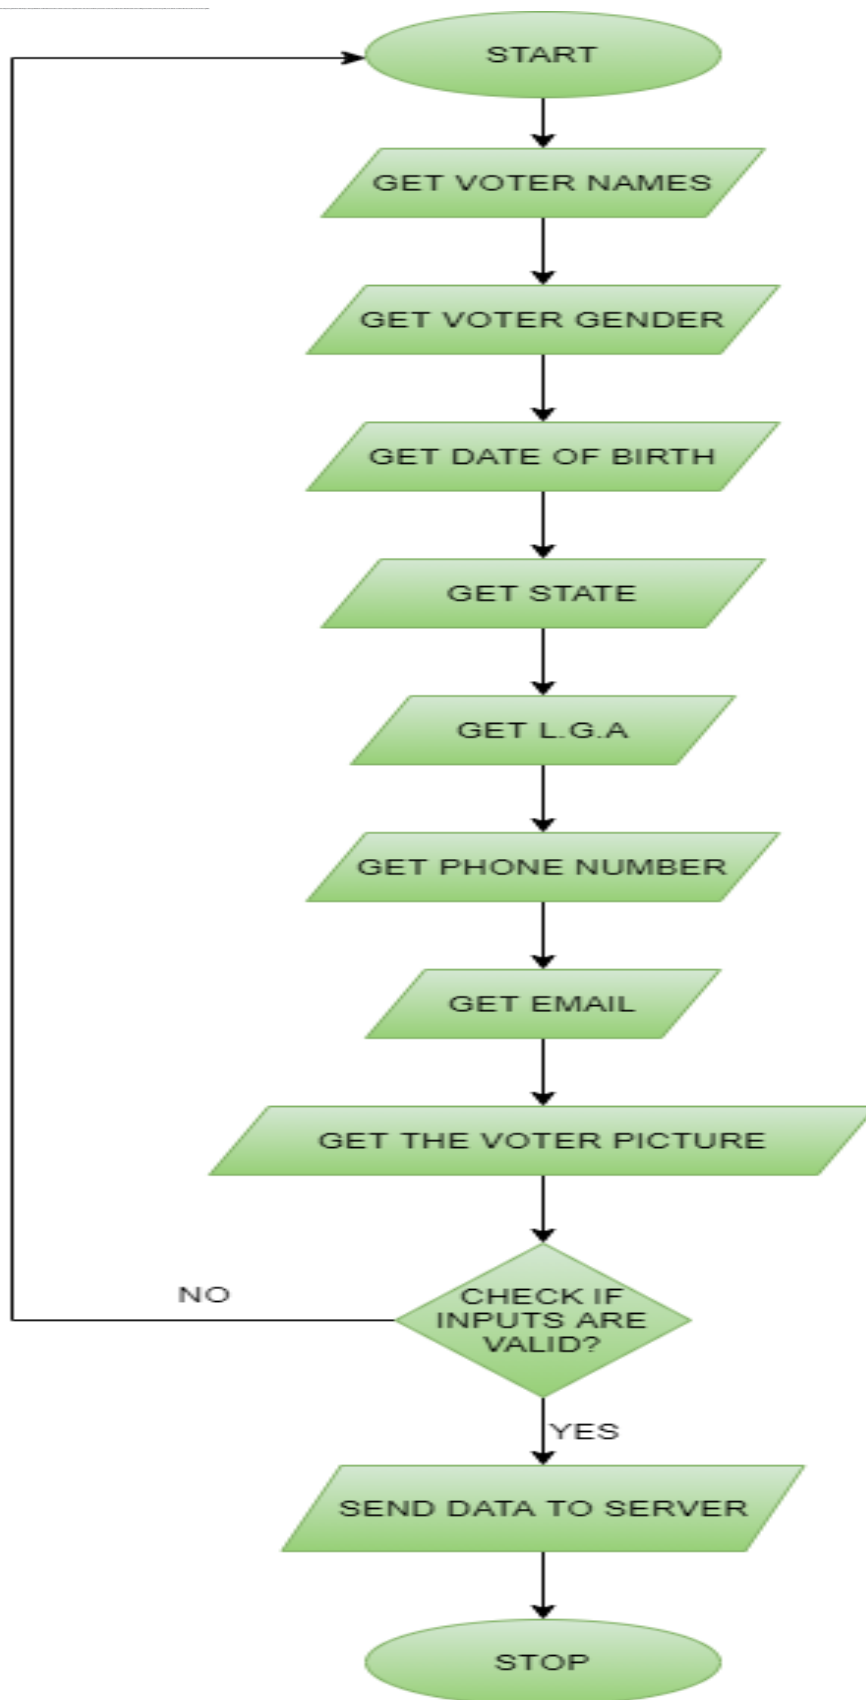 START
GET VOTER NAMES
GET VOTER GENDER
GET DATE OF BIRTH
GET STATE
GET L.G.A
GET PHONE NUMBER
GET EMAIL
GET THE VOTER PICTURE
NO
CHECK IF
INPUTS ARE
VALID?
YES
SEND DATA TO SERVER
STOP